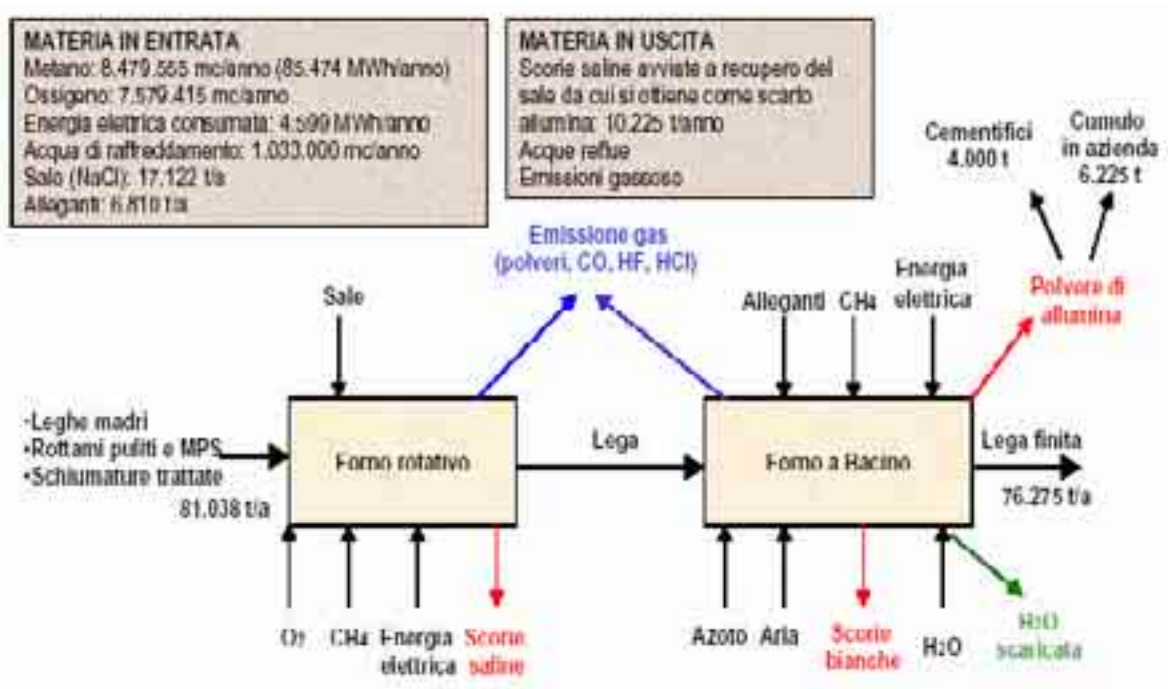 MATERIA IN ENTRATA
Metano: 8.479.555 mc/anno (85.474 MWh/anno)
Ossigeno: 7.579.415 mc/anno
Energia elettrica consumata: 4.599 MWh/anno
Acqua di raffreddamento: 1.033.000 mc/anno
Sale (NaCl): 17.122 t/a
Alleganti: 6.810 t/a
MATERIA IN USCITA
Scorie saline avviate a recupero del
sale da cui si ottiene come scarto
allumina: 10.225 t/anno
Acque reflue
Emissioni gassose
Cementifici
4.000 t
Cumulo
in azienda
6.225 t
Emissione gas
(polveri, CO, HF, HCl)
Sale
Alleganti
CH4
Energia
elettrica
Polvere di
allumina
•Leghe madri
•Rottami puliti e MPS
•Schiumature trattate
81.038 t/a
Forno rotativo
Lega
Forno a Bacino
Lega finita
76.275 t/a
O2
CH4
Energia
elettrica
Scorie
saline
Azoto
Aria
Scorie
bianche
H2O
H2O
scaricata